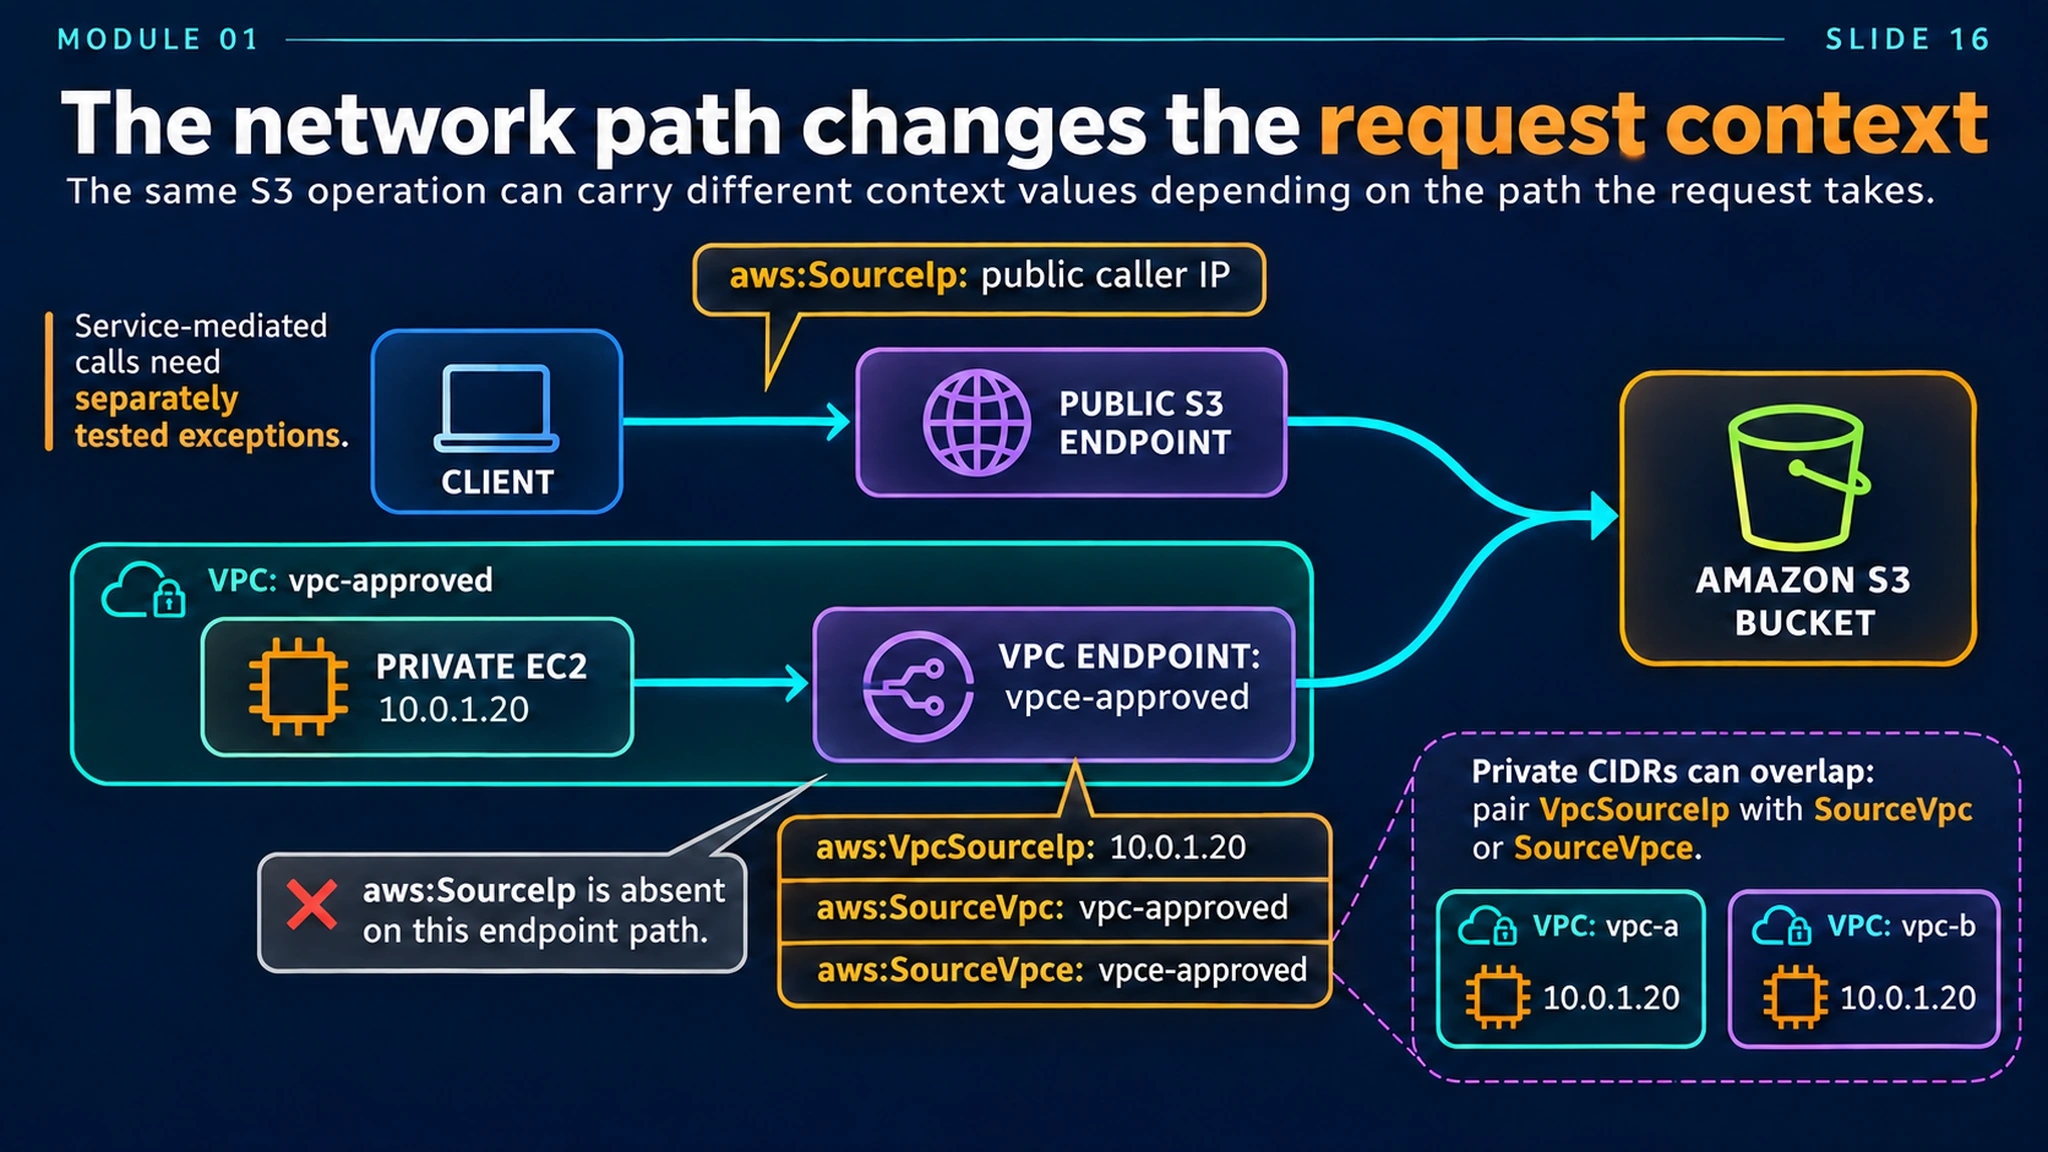 MODULE 01
SLIDE 16
The network path changes the request context
The same S3 operation can carry different context values depending on the path the request takes.
aws:SourceIp: public caller IP
Service-mediated
calls need
separately
tested exceptions.
CLIENT
PUBLIC S3
ENDPOINT
AMAZON S3
BUCKET
VPC: vpc-approved
PRIVATE EC2
10.0.1.20
VPC ENDPOINT:
vpce-approved
aws:SourceIp is absent
on this endpoint path.
aws:VpcSourceIp: 10.0.1.20
aws:SourceVpc: vpc-approved
aws:SourceVpce: vpce-approved
Private CIDRs can overlap:
pair VpcSourceIp with SourceVpc
or SourceVpce.
VPC: vpc-a
10.0.1.20
VPC: vpc-b
10.0.1.20